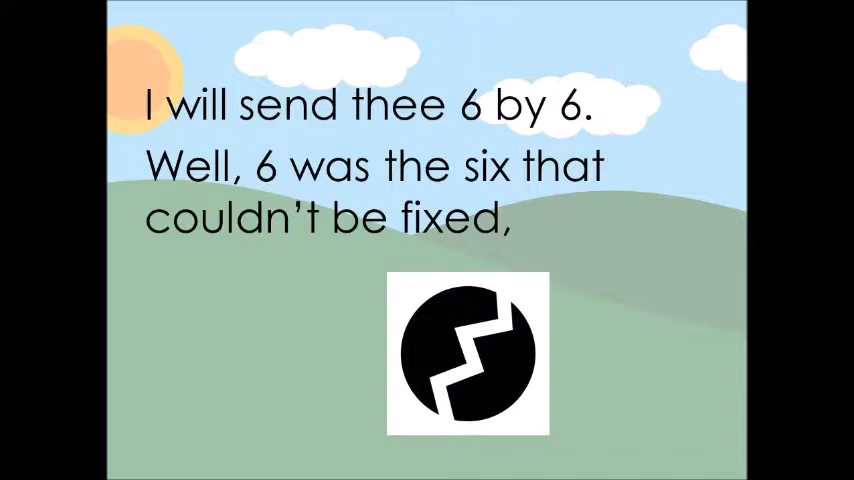 I will send thee 6 by 6.
Well, 6 was the six that
couldn’t be fixed,